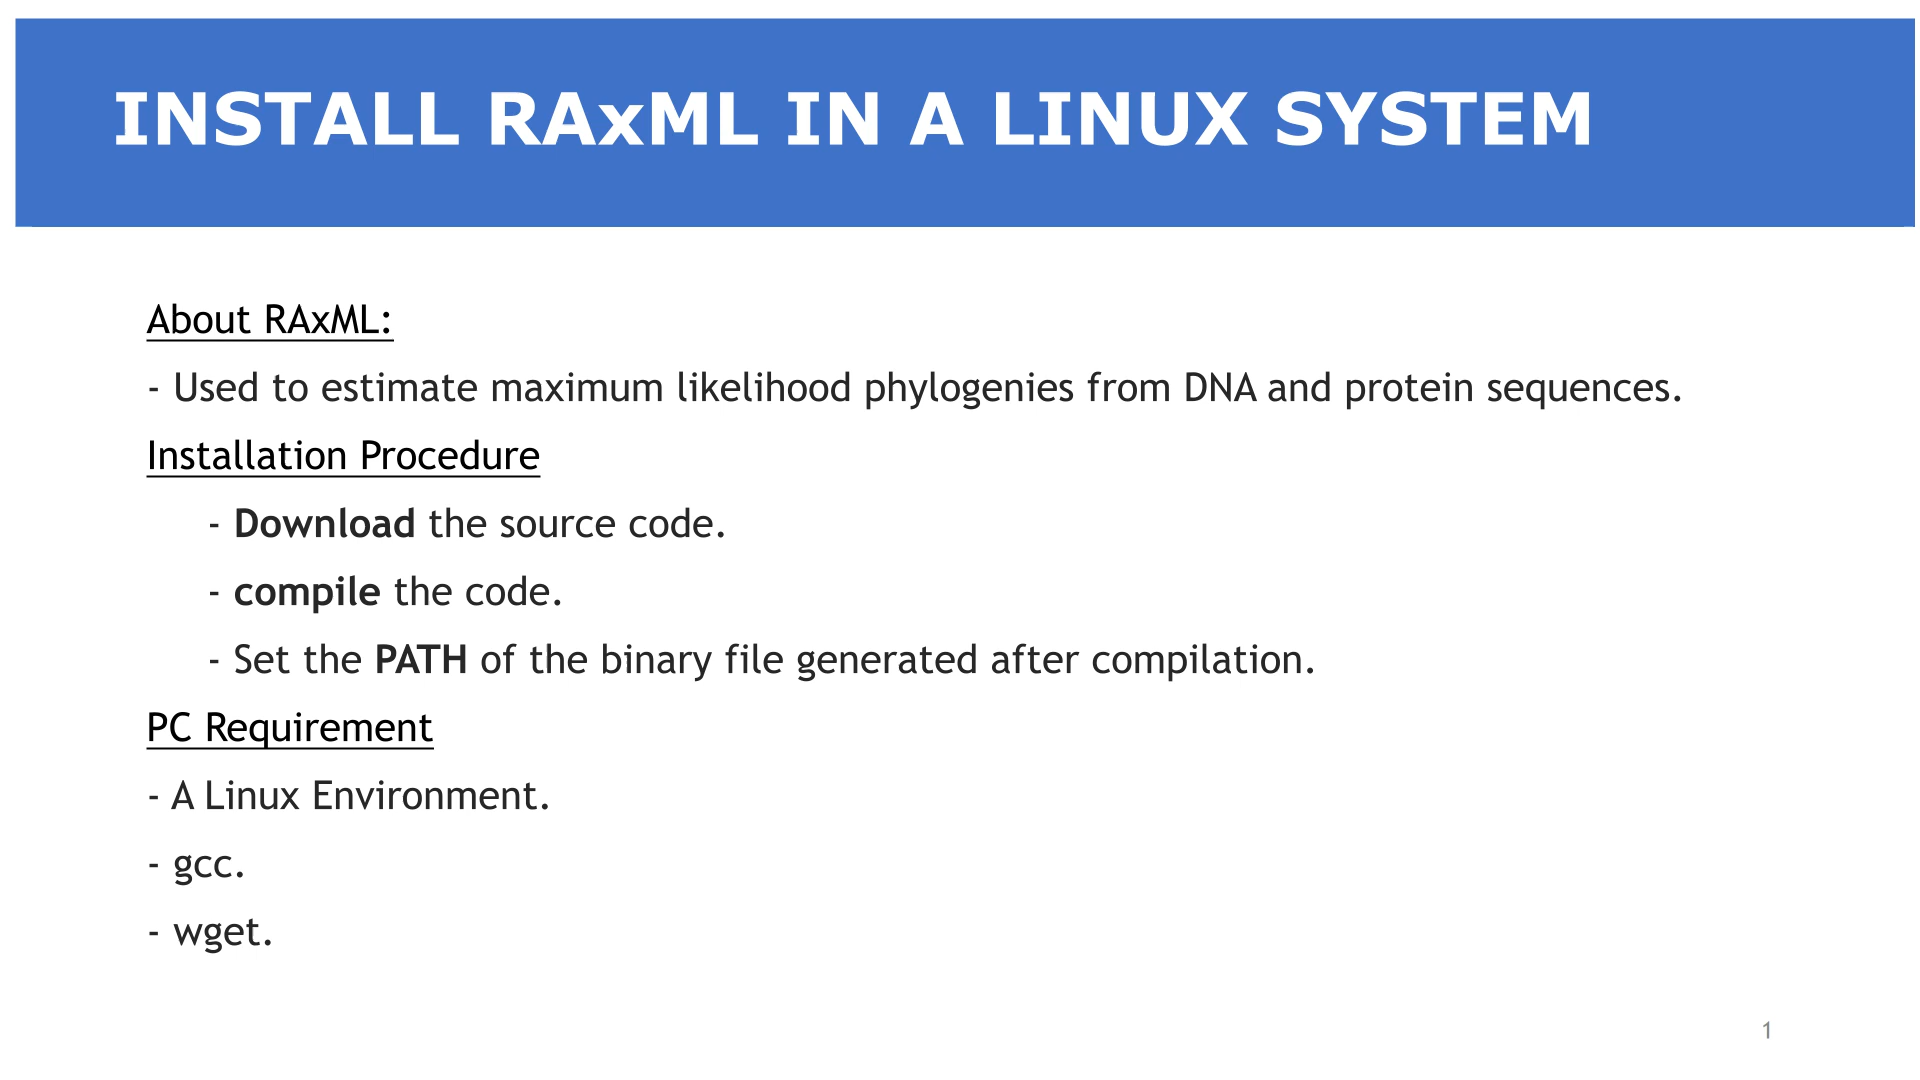 INSTALL RAxML IN A LINUX SYSTEM
About RAxML:
- Used to estimate maximum likelihood phylogenies from DNA and protein sequences.
Installation Procedure
- Download the source code.
- compile the code.
- Set the PATH of the binary file generated after compilation.
PC Requirement
- A Linux Environment.
- gcc.
- wget.
1